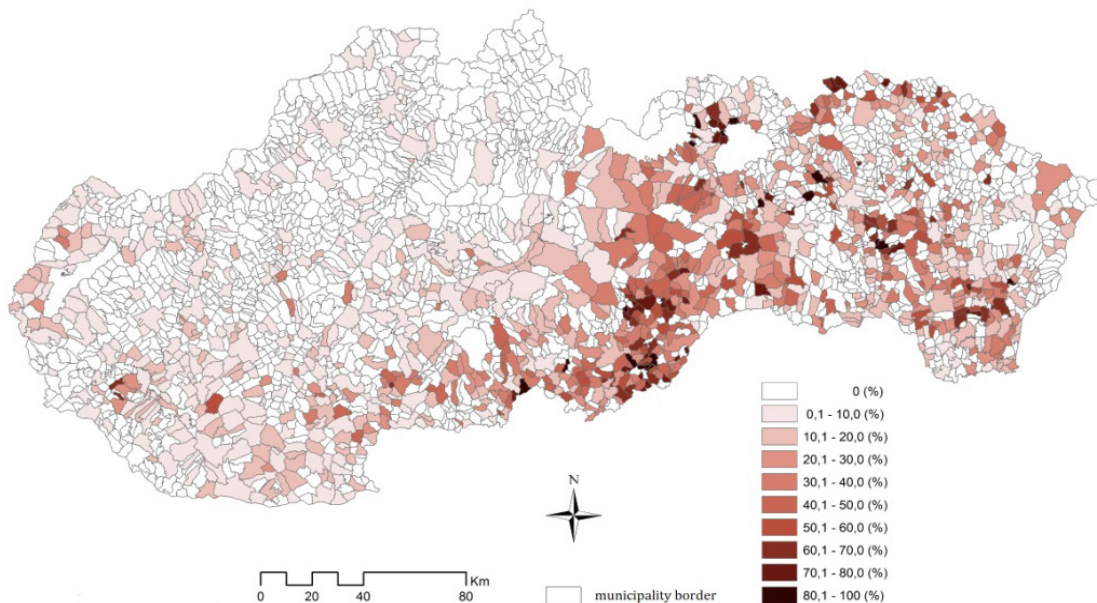 N
0 (%)
0,1 - 10,0 (%)
10,1 - 20,0 (%)
20,1 - 30,0 (%)
30,1 - 40,0 (%)
40,1 - 50,0 (%)
50,1 - 60,0 (%)
60,1 - 70,0 (%)
70,1 - 80,0 (%)
80,1 - 100 (%)
Km
0 20 40 80
municipality border